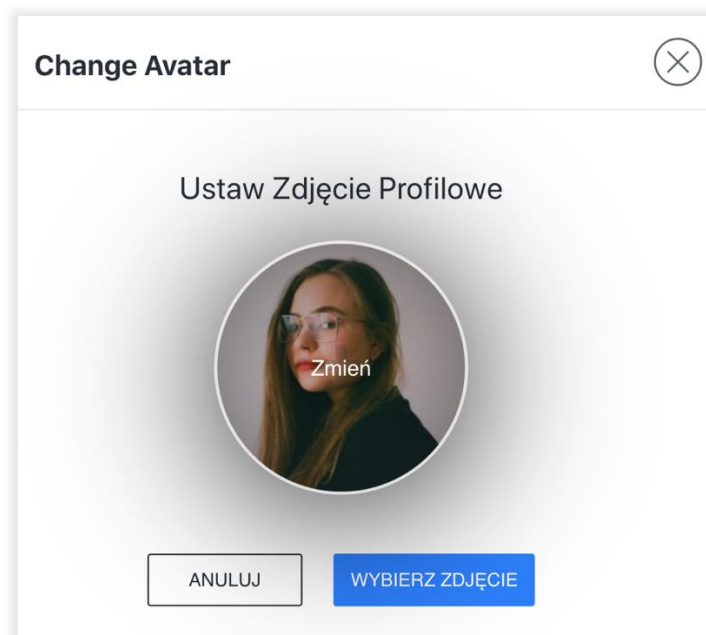 Change Avatar
Ustaw Zdjęcie Profilowe
Zmień
ANULUJ
WYBIERZ ZDJĘCIE